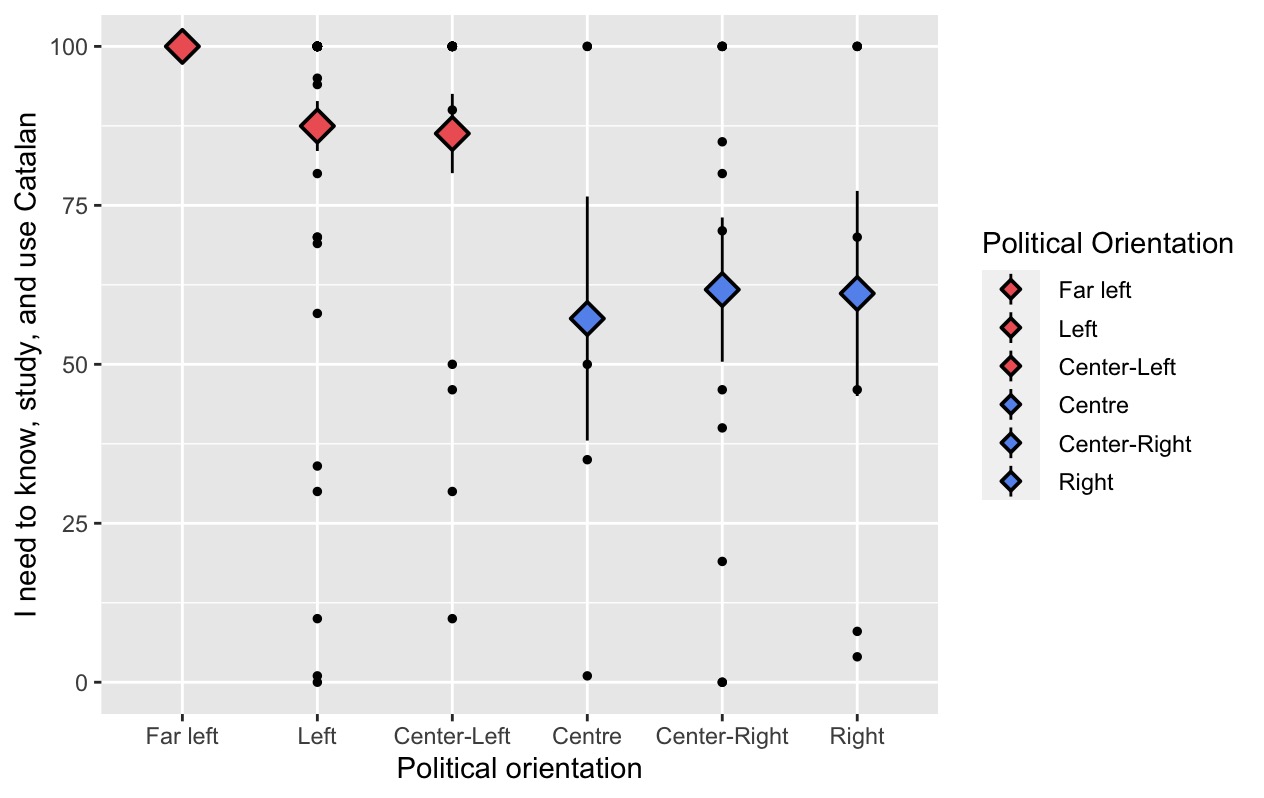 I need to know, study, and use Catalan
100
75
50
25
0
Far left
Left
Center-Left
Centre
Center-Right
Right
Political orientation
Political Orientation
Far left
Left
Center-Left
Centre
Center-Right
Right